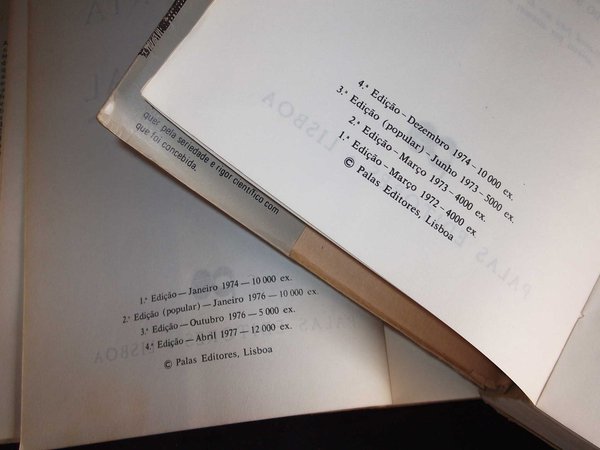 4.ª Edição — Dezembro 1974 — 10 000 ex.
3.ª Edição (popular) — Junho 1973 — 5000 ex.
2.ª Edição — Março 1973 — 4000 ex.
1.ª Edição — Março 1972 — 4000 ex.
© Palas Editores, Lisboa
quer pela seriedade e rigor científico com
que foi concebida.
LISBOA
PALAS
1.ª Edição — Janeiro 1974 — 10 000 ex.
2.ª Edição (popular) — Janeiro 1976 — 10 000 ex.
3.ª Edição — Outubro 1976 — 5 000 ex.
4.ª Edição — Abril 1977 — 12 000 ex.
© Palas Editores, Lisboa